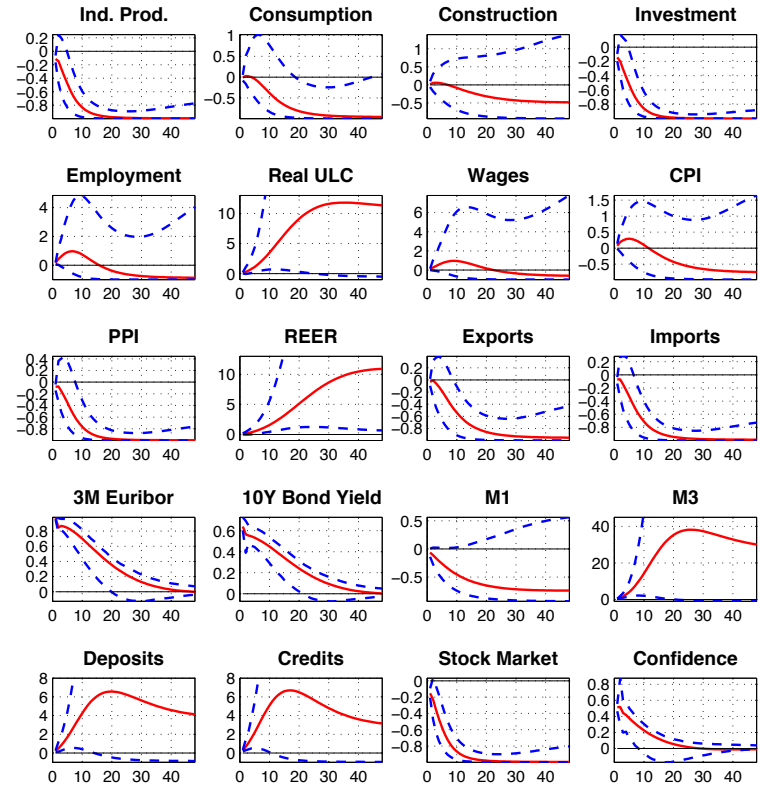 Ind. Prod. Consumption Construction Investment
0.2 0 −0.2 −0.4 −0.6 −0.8 0 10 20 30 40
1 0.5 0 −0.5 0 10 20 30 40
1 0.5 0 −0.5 0 10 20 30 40
0 −0.2 −0.4 −0.6 −0.8 0 10 20 30 40
Employment Real ULC Wages CPI
4 2 0 0 10 20 30 40
10 5 0 0 10 20 30 40
6 4 2 0 0 10 20 30 40
1.5 1 0.5 0 −0.5 0 10 20 30 40
PPI REER Exports Imports
0.4 0.2 0 −0.2 −0.4 −0.6 −0.8 0 10 20 30 40
10 5 0 0 10 20 30 40
0.2 0 −0.2 −0.4 −0.6 −0.8 0 10 20 30 40
0.2 0 −0.2 −0.4 −0.6 −0.8 0 10 20 30 40
3M Euribor 10Y Bond Yield M1 M3
0.8 0.6 0.4 0.2 0 0 10 20 30 40
0.6 0.4 0.2 0 0 10 20 30 40
0.5 0 −0.5 0 10 20 30 40
40 20 0 0 10 20 30 40
Deposits Credits Stock Market Confidence
8 6 4 2 0 0 10 20 30 40
8 6 4 2 0 0 10 20 30 40
0 −0.2 −0.4 −0.6 −0.8 0 10 20 30 40
0.8 0.6 0.4 0.2 0 0 10 20 30 40